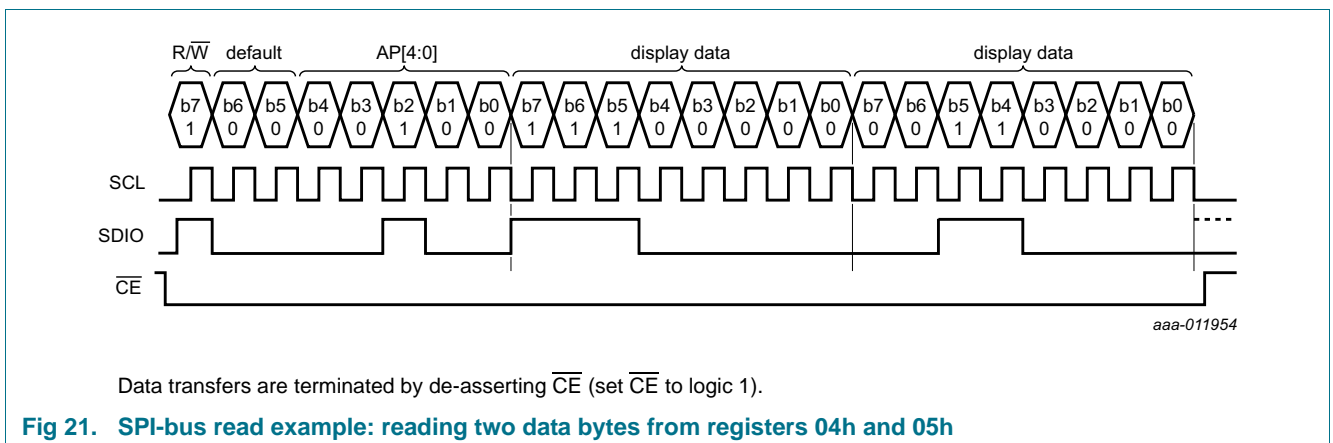 R/W default AP[4:0] display data display data
b7 b6 b5 b4 b3 b2 b1 b0 b7 b6 b5 b4 b3 b2 b1 b0 b7 b6 b5 b4 b3 b2 b1 b0
1 0 0 0 0 1 0 0 1 1 1 0 0 0 0 0 0 0 1 1 0 0 0 0
SCL
SDIO
CE
aaa-011954
Data transfers are terminated by de-asserting CE (set CE to logic 1).
Fig 21. SPI-bus read example: reading two data bytes from registers 04h and 05h